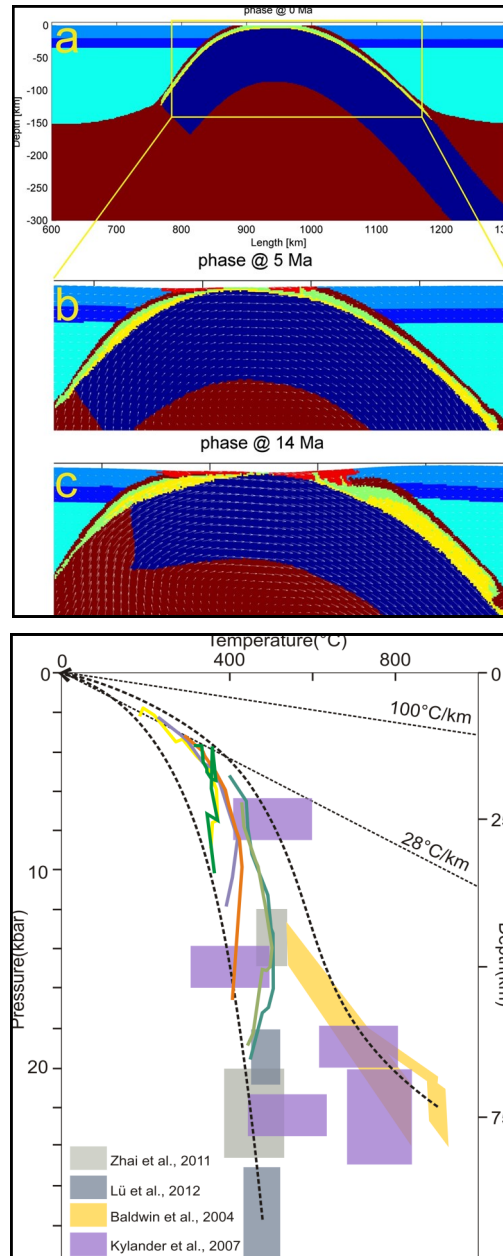 phase @ 0 Ma
a
0
-50
-100
-150
-200
-250
-300
Depth [km]
600 700 800 900 1000 1100 1200
Length [km]
phase @ 5 Ma
b
phase @ 14 Ma
c
Temperature(°C)
0 400 800
0
100°C/km
28°C/km
10
Pressure(kbar)
Depth(km)
20
Zhai et al., 2011
Lü et al., 2012
Baldwin et al., 2004
Kylander et al., 2007